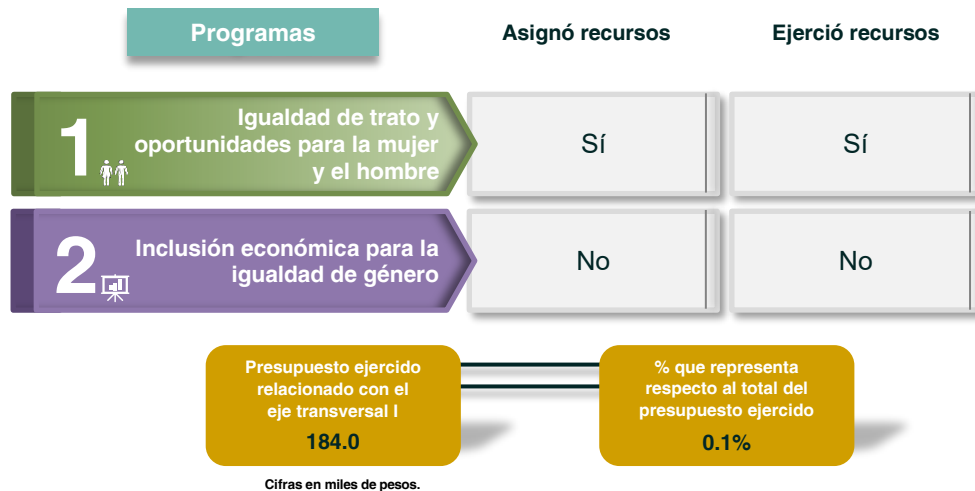 Programas
Asignó recursos
Ejerció recursos
1
Igualdad de trato y
oportunidades para la mujer
y el hombre
Sí
Sí
2
Inclusión económica para la
igualdad de género
No
No
Presupuesto ejercido
relacionado con el
eje transversal I
184.0
% que representa
respecto al total del
presupuesto ejercido
0.1%
Cifras en miles de pesos.